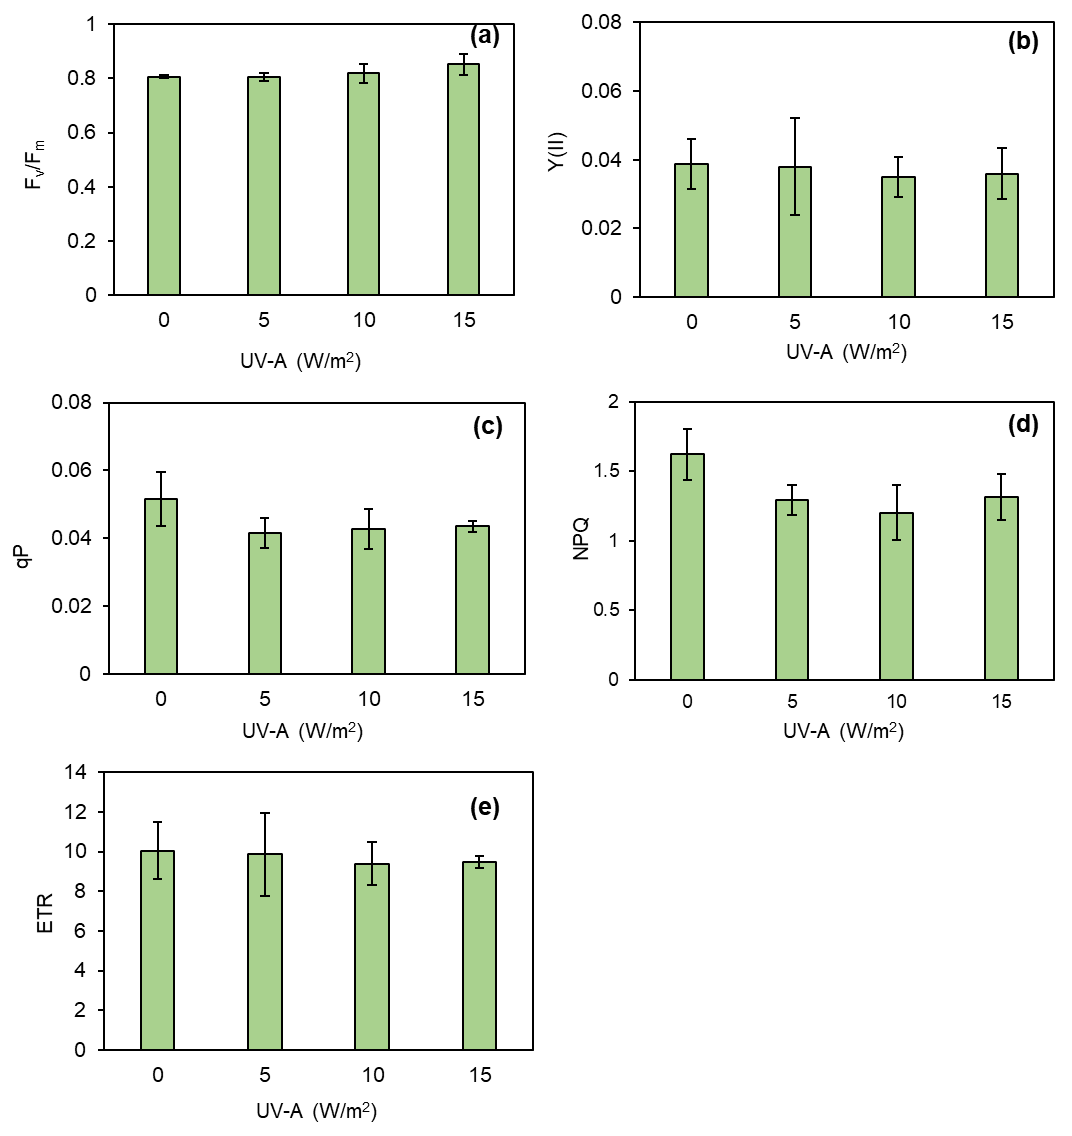 (a)
1
0.8
0.6
0.4
0.2
0
Fv/Fm
0 5 10 15
UV-A (W/m²)
(b)
0.08
0.06
0.04
0.02
0
Y(II)
0 5 10 15
UV-A (W/m²)
(c)
0.08
0.06
0.04
0.02
0
qP
0 5 10 15
UV-A (W/m²)
(d)
2
1.5
1
0.5
0
NPQ
0 5 10 15
UV-A (W/m²)
(e)
14
12
10
8
6
4
2
0
ETR
0 5 10 15
UV-A (W/m²)